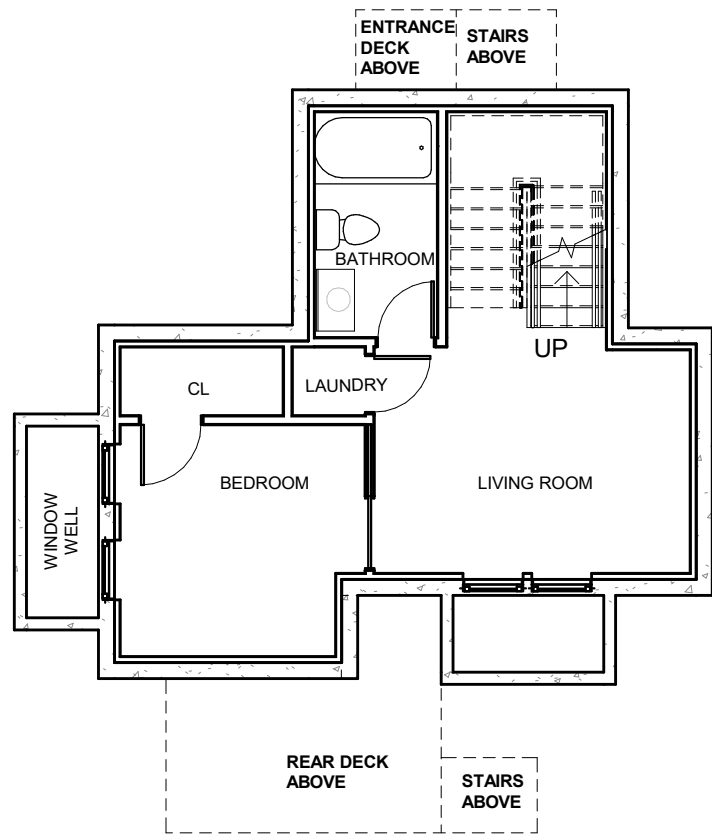 ENTRANCE
DECK
ABOVE
STAIRS
ABOVE
BATHROOM
UP
CL
LAUNDRY
BEDROOM
LIVING ROOM
WINDOW
WELL
REAR DECK
ABOVE
STAIRS
ABOVE